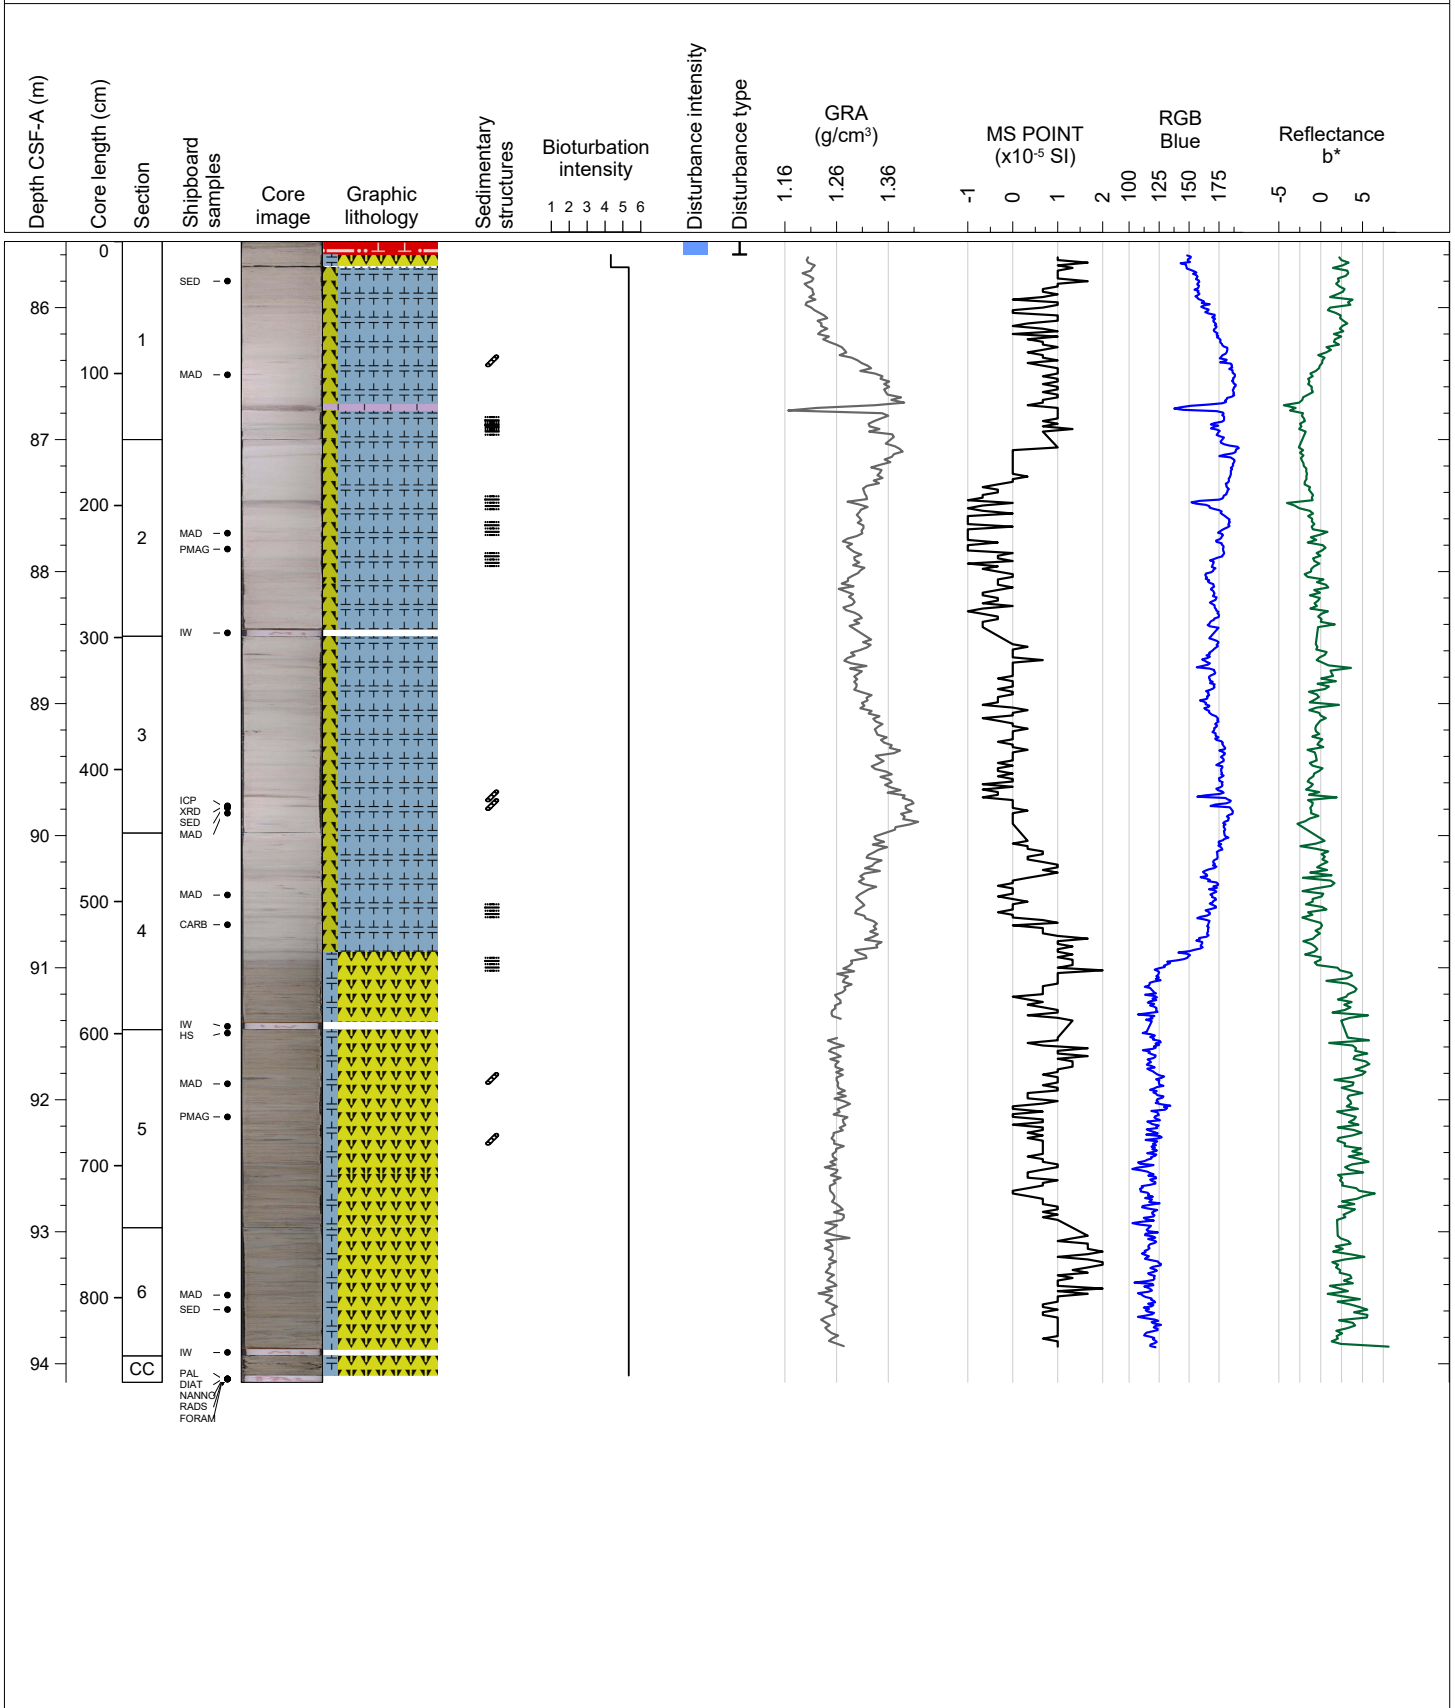 Depth CSF-A (m)
Core length (cm)
Section
Shipboard
samples
Core
image
Graphic
lithology
Sedimentary
structures
Bioturbation
intensity
1 2 3 4 5 6
Disturbance intensity
Disturbance type
GRA
(g/cm³)
1.16
1.26
1.36
MS POINT
(x10⁻⁵ SI)
-1
0
1
2
RGB
Blue
100
125
150
175
Reflectance
b*
-5
0
5
0
SED
86
1
100
MAD
87
200
2
MAD
PMAG
88
IW
300
89
3
400
ICP
XRD
SED
MAD
90
MAD
500
CARB
4
91
IW
600
HS
MAD
92
PMAG
5
700
93
6
MAD
800
SED
IW
94
CC
PAL
DIAT
NANNO
RADS
FORAM